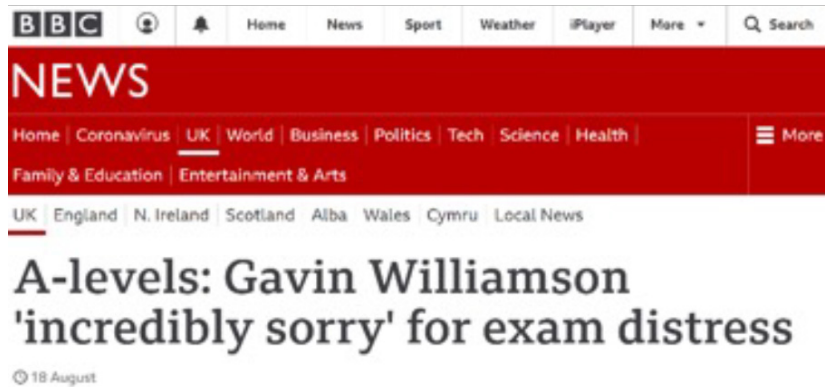 BBC Home News Sport Weather iPlayer More Search
NEWS
Home Coronavirus UK World Business Politics Tech Science Health More
Family & Education Entertainment & Arts
UK England N. Ireland Scotland Alba Wales Cymru Local News
A-levels: Gavin Williamson
'incredibly sorry' for exam distress
18 August